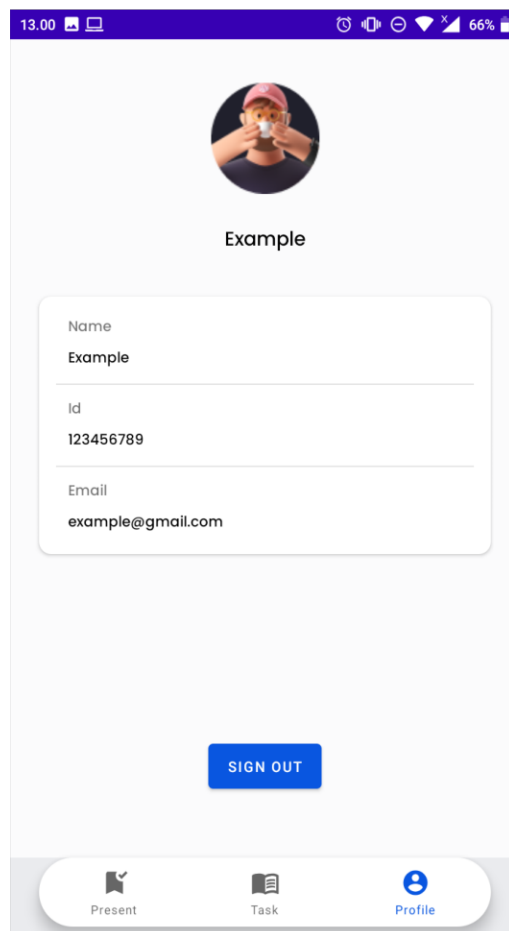 13.00
66%
Example
Name
Example
Id
123456789
Email
example@gmail.com
SIGN OUT
Present
Task
Profile